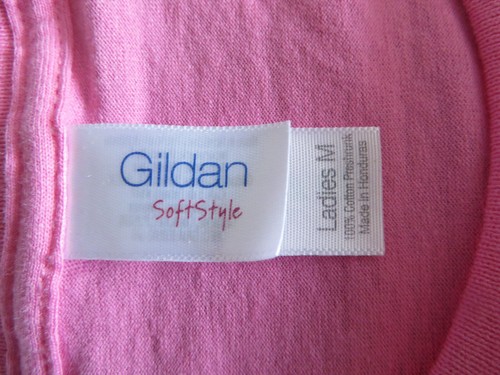 Gildan
SoftStyle
Ladies M
100% Cotton Preshrunk
Made in Honduras